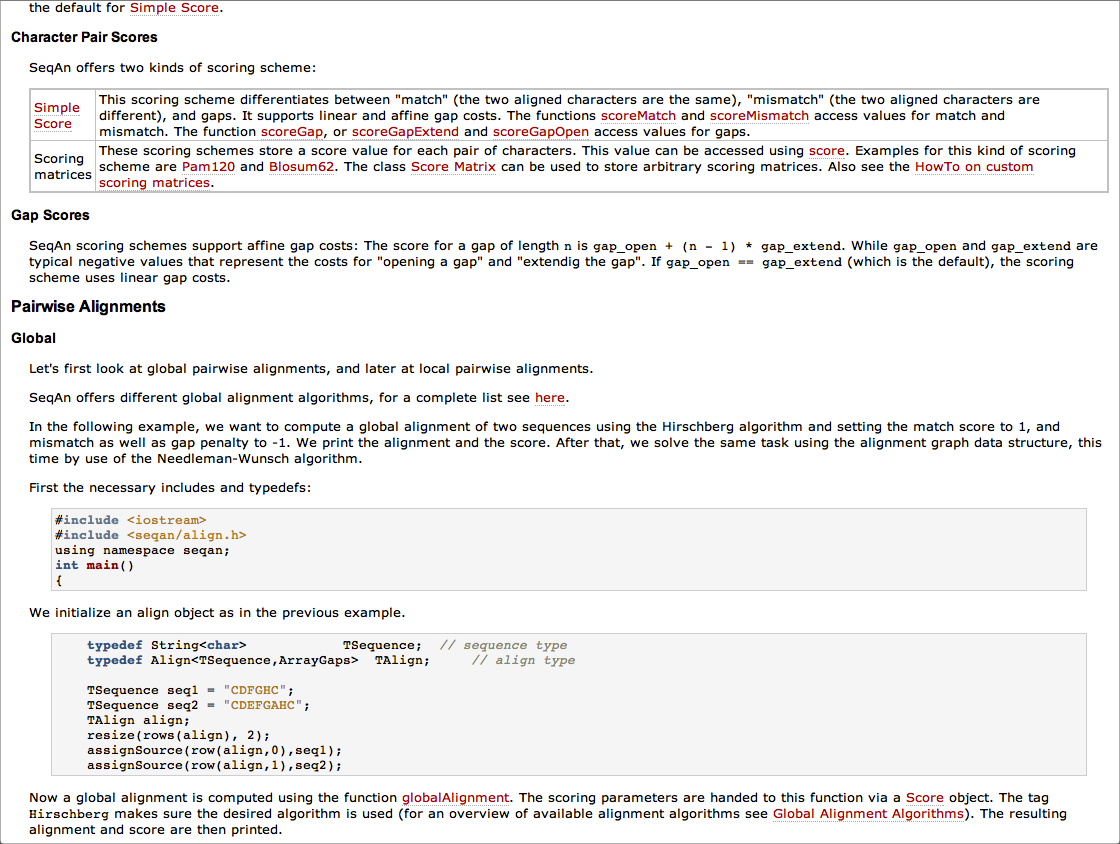 the default for Simple Score.
Character Pair Scores
SeqAn offers two kinds of scoring scheme:
Simple Score
This scoring scheme differentiates between "match" (the two aligned characters are the same), "mismatch" (the two aligned characters are
different), and gaps. It supports linear and affine gap costs. The functions scoreMatch and scoreMismatch access values for match and
mismatch. The function scoreGap, or scoreGapExtend and scoreGapOpen access values for gaps.
Scoring matrices
These scoring schemes store a score value for each pair of characters. This value can be accessed using score. Examples for this kind of scoring
scheme are Pam120 and Blosum62. The class Score Matrix can be used to store arbitrary scoring matrices. Also see the HowTo on custom
scoring matrices.
Gap Scores
SeqAn scoring schemes support affine gap costs: The score for a gap of length n is gap_open + (n - 1) * gap_extend. While gap_open and gap_extend are
typical negative values that represent the costs for "opening a gap" and "extendig the gap". If gap_open == gap_extend (which is the default), the scoring
scheme uses linear gap costs.
Pairwise Alignments
Global
Let's first look at global pairwise alignments, and later at local pairwise alignments.
SeqAn offers different global alignment algorithms, for a complete list see here.
In the following example, we want to compute a global alignment of two sequences using the Hirschberg algorithm and setting the match score to 1, and
mismatch as well as gap penalty to -1. We print the alignment and the score. After that, we solve the same task using the alignment graph data structure, this
time by use of the Needleman-Wunsch algorithm.
First the necessary includes and typedefs:
#include <iostream>
#include <seqan/align.h>
using namespace seqan;
int main()
{
We initialize an align object as in the previous example.
typedef String<char>            TSequence;  // sequence type
typedef Align<TSequence,ArrayGaps>  TAlign;     // align type
TSequence seq1 = "CDFGHC";
TSequence seq2 = "CDEFGAHC";
TAlign align;
resize(rows(align), 2);
assignSource(row(align,0),seq1);
assignSource(row(align,1),seq2);
Now a global alignment is computed using the function globalAlignment. The scoring parameters are handed to this function via a Score object. The tag
Hirschberg makes sure the desired algorithm is used (for an overview of available alignment algorithms see Global Alignment Algorithms). The resulting
alignment and score are then printed.